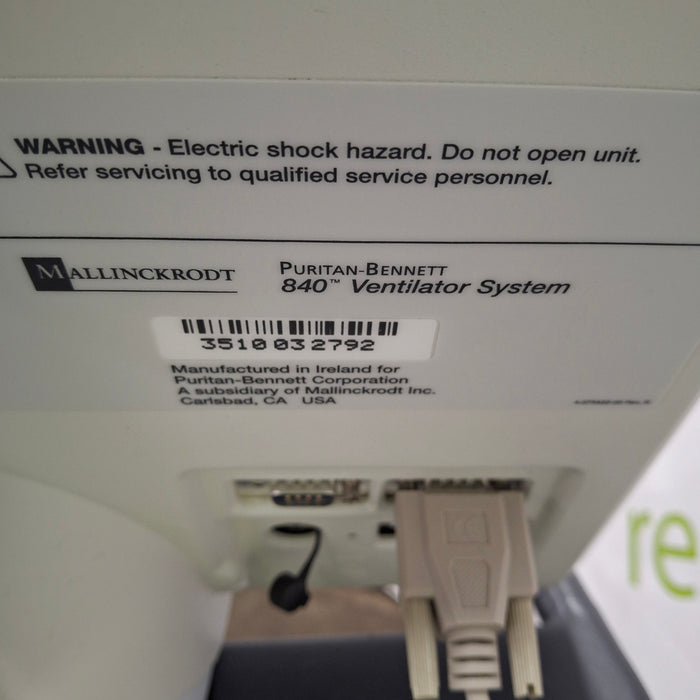 WARNING - Electric shock hazard. Do not open unit.
Refer servicing to qualified service personnel.
MALLINCKRODT
PURITAN-BENNETT
840™ Ventilator System
3510032792
Manufactured in Ireland for
Puritan-Bennett Corporation
A subsidiary of Mallinckrodt Inc.
Carlsbad, CA USA
re